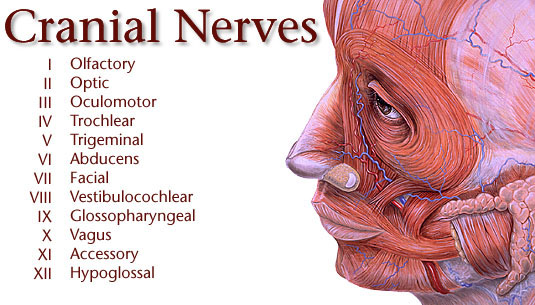 Cranial Nerves
I Olfactory
II Optic
III Oculomotor
IV Trochlear
V Trigeminal
VI Abducens
VII Facial
VIII Vestibulocochlear
IX Glossopharyngeal
X Vagus
XI Accessory
XII Hypoglossal